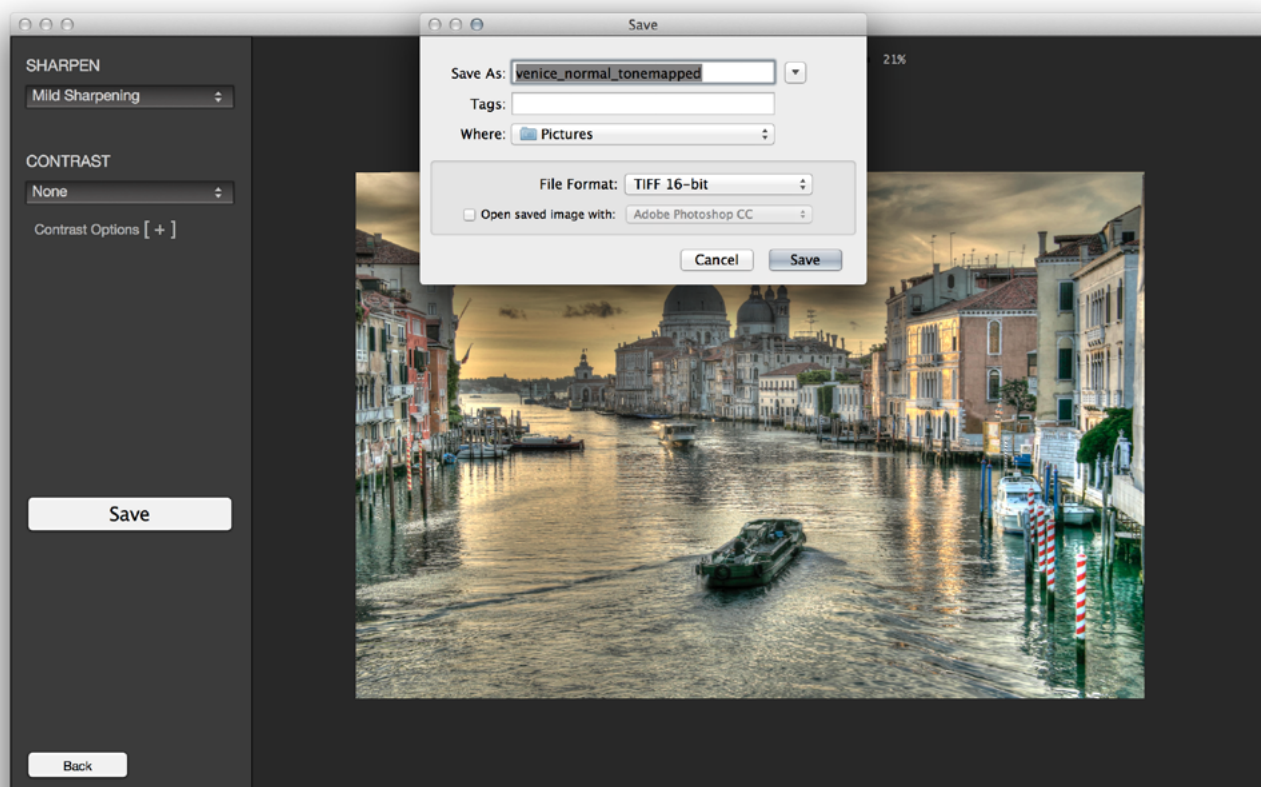 Save
SHARPEN
Mild Sharpening
CONTRAST
None
Contrast Options [ + ]
Save
Back
Save As: venice_normal_tonemapped
Tags:
Where: Pictures
File Format: TIFF 16-bit
Open saved image with: Adobe Photoshop CC
Cancel Save
21%